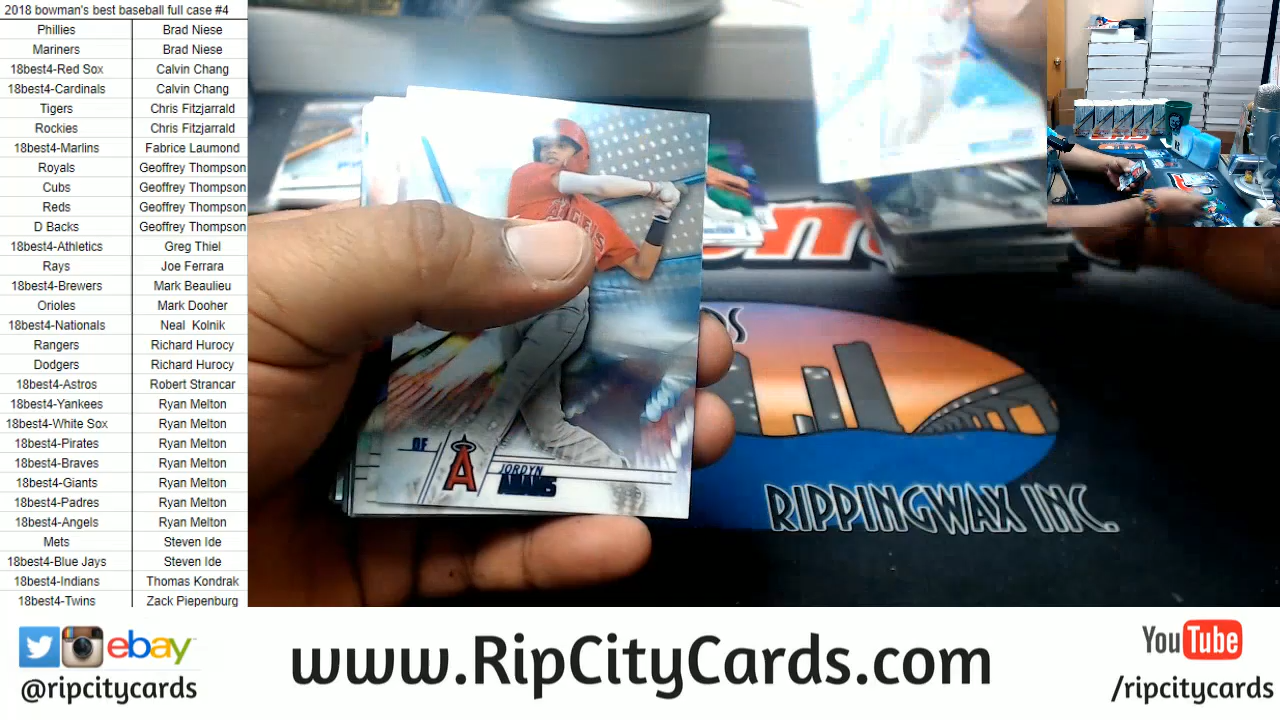 2018 bowman's best baseball full case #4
Phillies Brad Niese
Mariners Brad Niese
18best4-Red Sox Calvin Chang
18best4-Cardinals Calvin Chang
Tigers Chris Fitzjarrald
Rockies Chris Fitzjarrald
18best4-Marlins Fabrice Laumond
Royals Geoffrey Thompson
Cubs Geoffrey Thompson
Reds Geoffrey Thompson
D Backs Geoffrey Thompson
18best4-Athletics Greg Thiel
Rays Joe Ferrara
18best4-Brewers Mark Beaulieu
Orioles Mark Dooher
18best4-Nationals Neal Kolnik
Rangers Richard Hurocy
Dodgers Richard Hurocy
18best4-Astros Robert Strancar
18best4-Yankees Ryan Melton
18best4-White Sox Ryan Melton
18best4-Pirates Ryan Melton
18best4-Braves Ryan Melton
18best4-Giants Ryan Melton
18best4-Padres Ryan Melton
18best4-Angels Ryan Melton
Mets Steven Ide
18best4-Blue Jays Steven Ide
18best4-Indians Thomas Kondrak
18best4-Twins Zack Piepenburg
ANGELS
OF
A
JORDYN
ADAMS
RIPPINGWAX INC.
ebay
@ripcitycards
www.RipCityCards.com
YouTube
/ripcitycards